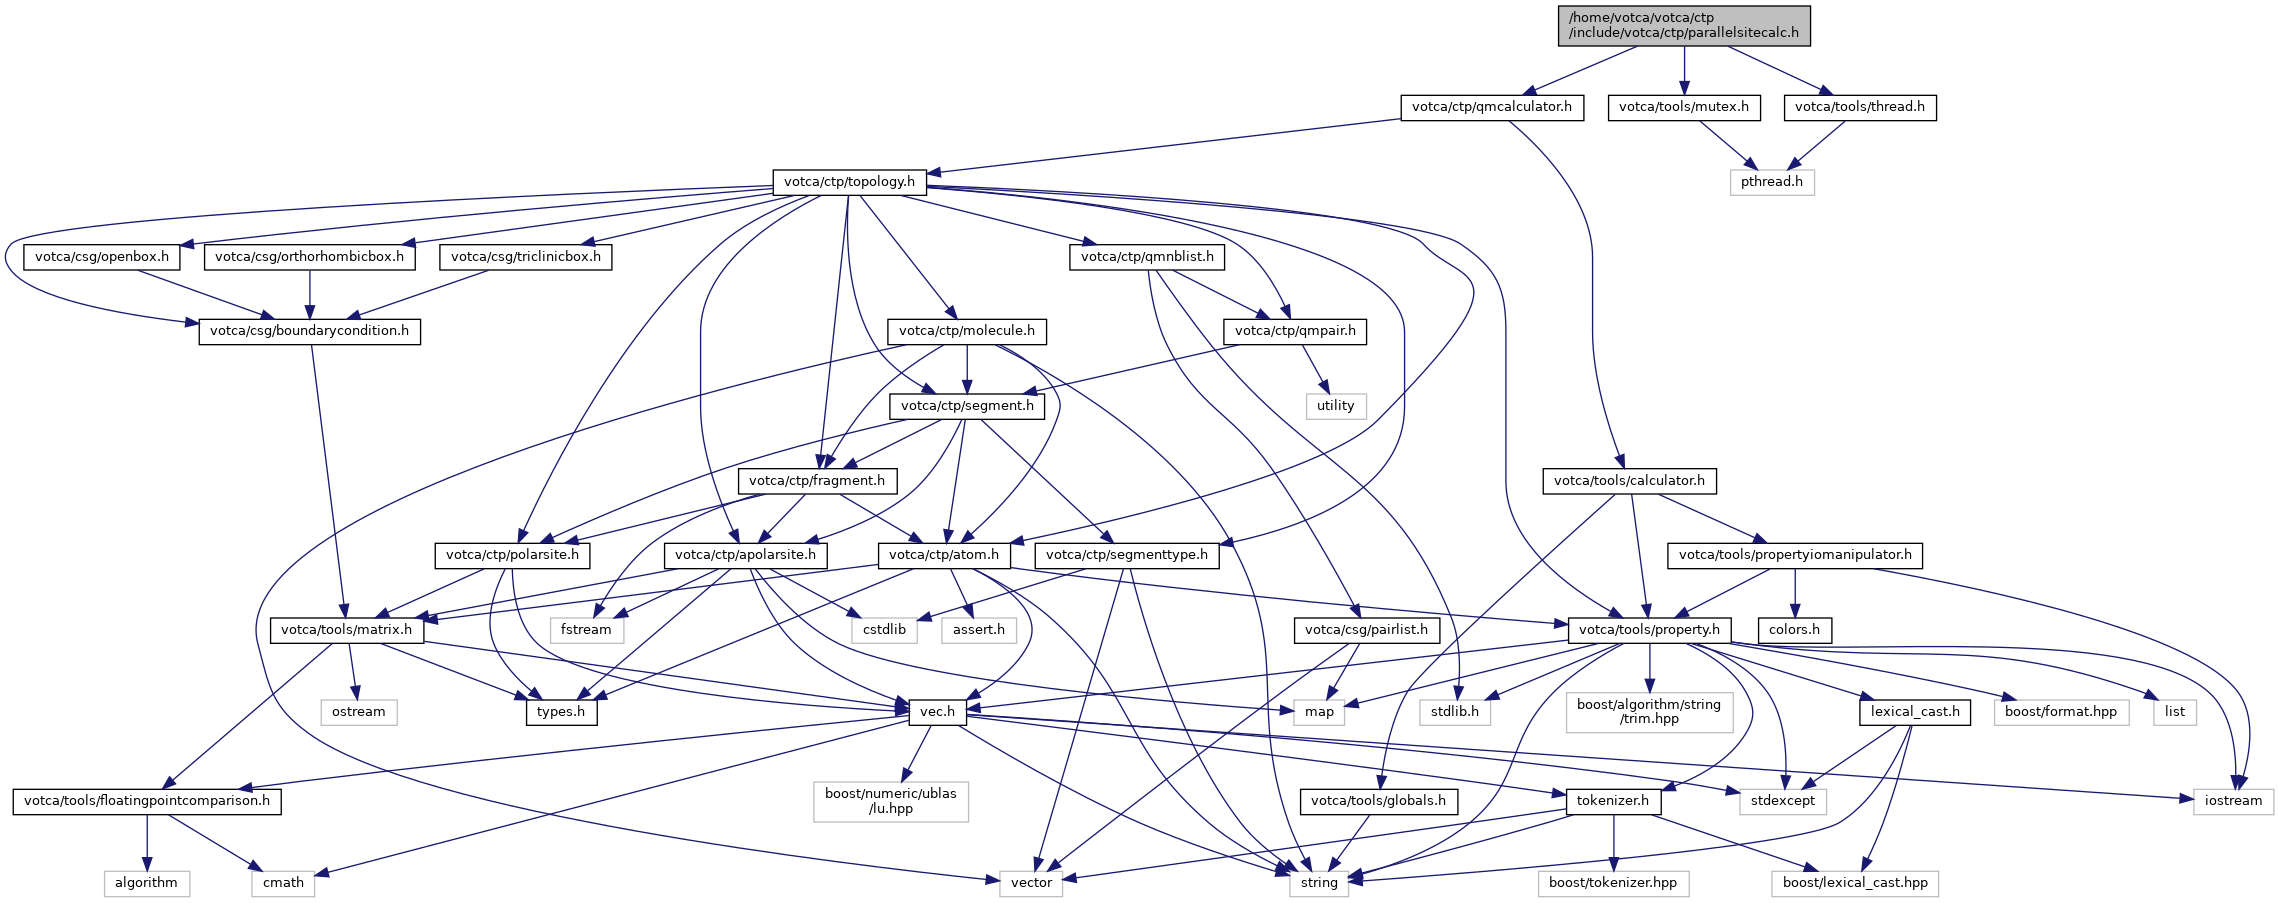 /home/votca/votca/ctp
/include/votca/ctp/parallelsitecalc.h
votca/ctp/qmcalculator.h
votca/tools/mutex.h
votca/tools/thread.h
votca/ctp/topology.h
pthread.h
votca/csg/openbox.h
votca/csg/orthorhombicbox.h
votca/csg/triclinicbox.h
votca/ctp/qmnblist.h
votca/csg/boundarycondition.h
votca/ctp/molecule.h
votca/ctp/qmpair.h
votca/ctp/segment.h
utility
votca/ctp/fragment.h
votca/tools/calculator.h
votca/ctp/polarsite.h
votca/ctp/apolarsite.h
votca/ctp/atom.h
votca/ctp/segmenttype.h
votca/tools/propertyiomanipulator.h
votca/tools/matrix.h
fstream
cstdlib
assert.h
votca/csg/pairlist.h
votca/tools/property.h
colors.h
ostream
types.h
vec.h
map
stdlib.h
boost/algorithm/string
/trim.hpp
lexical_cast.h
boost/format.hpp
list
votca/tools/floatingpointcomparison.h
boost/numeric/ublas
/lu.hpp
votca/tools/globals.h
tokenizer.h
stdexcept
iostream
algorithm
cmath
vector
string
boost/tokenizer.hpp
boost/lexical_cast.hpp